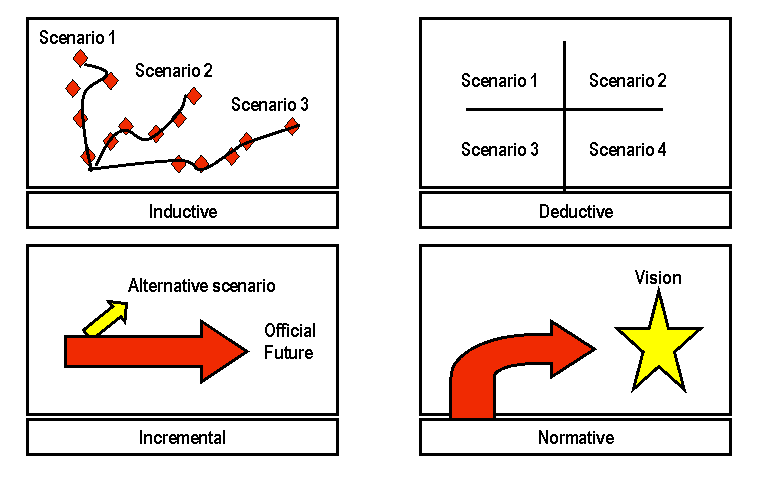 Scenario 1
Scenario 2
Scenario 3
Inductive
Scenario 1
Scenario 2
Scenario 3
Scenario 4
Deductive
Alternative scenario
Official
Future
Incremental
Vision
Normative